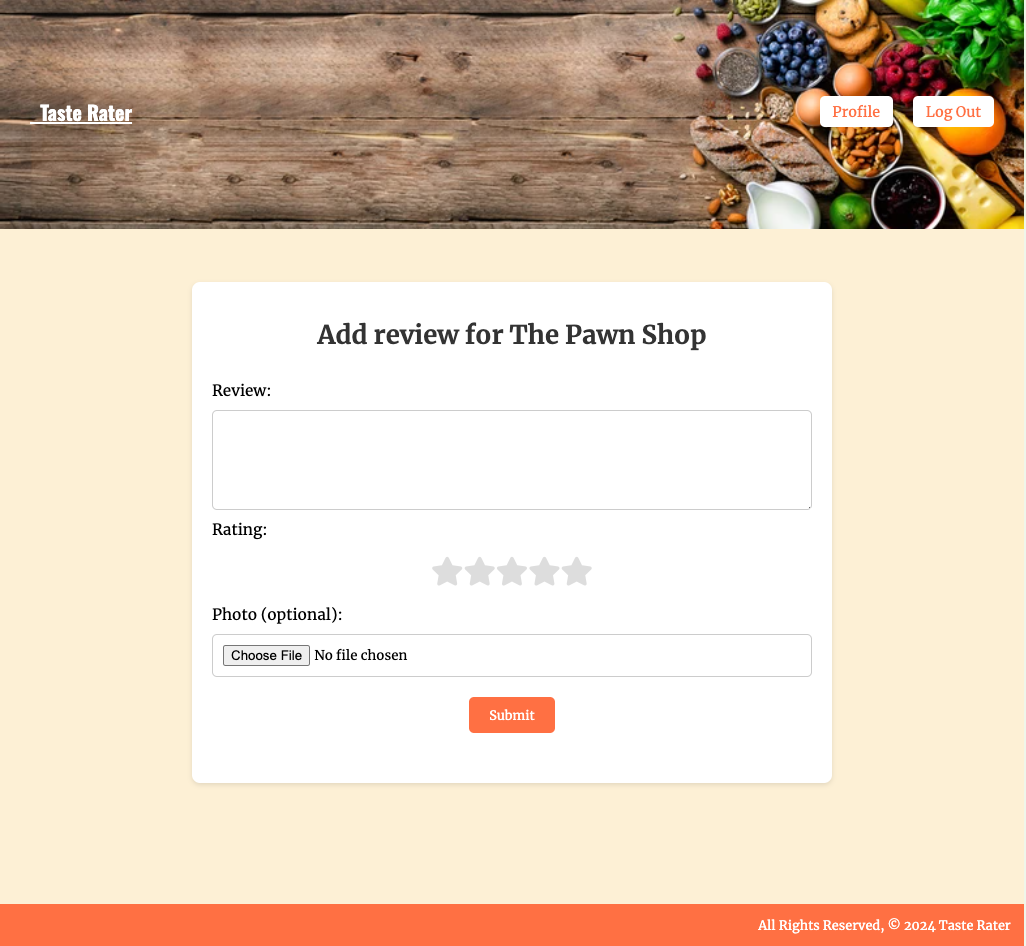 Taste Rater
Profile
Log Out
Add review for The Pawn Shop
Review:
Rating:
Photo (optional):
Choose File No file chosen
Submit
All Rights Reserved, © 2024 Taste Rater